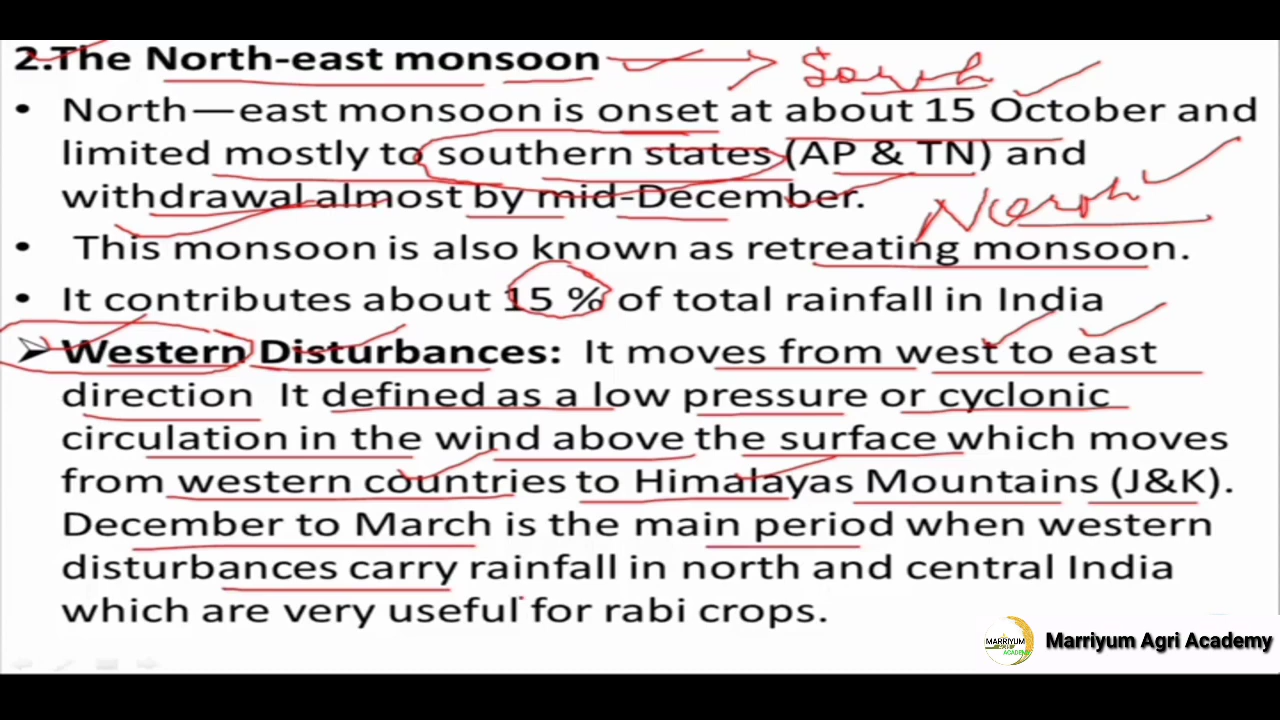 2.The North-east monsoon
South
• North—east monsoon is onset at about 15 October and
limited mostly to southern states (AP & TN) and
withdrawal almost by mid-December.
North
• This monsoon is also known as retreating monsoon.
• It contributes about 15 % of total rainfall in India
➢ Western Disturbances: It moves from west to east
direction It defined as a low pressure or cyclonic
circulation in the wind above the surface which moves
from western countries to Himalayas Mountains (J&K).
December to March is the main period when western
disturbances carry rainfall in north and central India
which are very useful for rabi crops.
MARRIYUM
ACADEMY
Marriyum Agri Academy